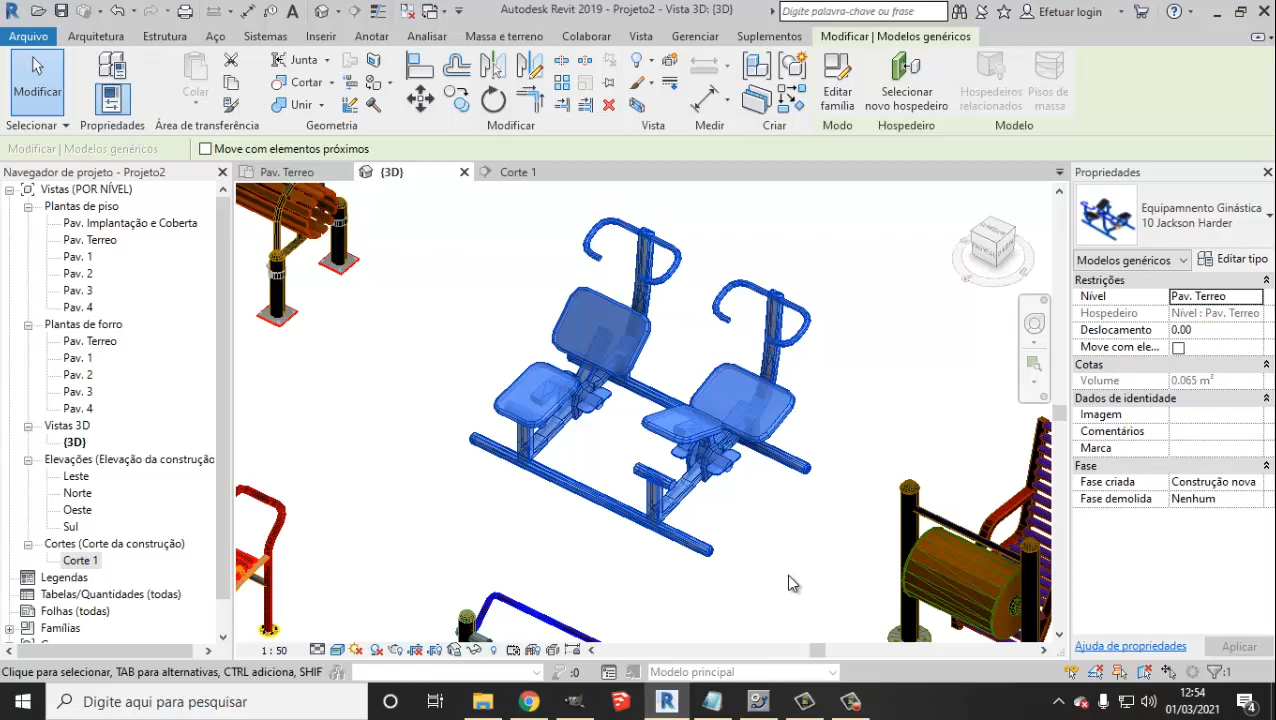 Autodesk Revit 2019 - Projeto2 - Vista 3D: {3D}
Digite palavra-chave ou frase
Efetuar login
Arquivo
Arquitetura
Estrutura
Aço
Sistemas
Inserir
Anotar
Analisar
Massa e terreno
Colaborar
Vista
Gerenciar
Suplementos
Modificar | Modelos genéricos
Modificar
Colar
Junta
Cortar
Unir
Editar família
Selecionar novo hospedeiro
Hospedeiros relacionados
Pisos de massa
Selecionar
Propriedades
Área de transferência
Geometria
Modificar
Vista
Medir
Criar
Modo
Hospedeiro
Modelo
Modificar | Modelos genéricos
Move com elementos próximos
Navegador de projeto - Projeto2
Pav. Terreo
{3D}
Corte 1
Propriedades
Vistas (POR NÍVEL)
Plantas de piso
Pav. Implantação e Coberta
Pav. Terreo
Pav. 1
Pav. 2
Pav. 3
Pav. 4
Plantas de forro
Pav. Terreo
Pav. 1
Pav. 2
Pav. 3
Pav. 4
Vistas 3D
{3D}
Elevações (Elevação da construção
Leste
Norte
Oeste
Sul
Cortes (Corte da construção)
Corte 1
Legendas
Tabelas/Quantidades (todas)
Folhas (todas)
Famílias
Equipamnento Ginástica
10 Jackson Harder
Modelos genéricos
Editar tipo
Restrições
Nível Pav. Terreo
Hospedeiro Nível : Pav. Terreo
Deslocamento 0.00
Move com ele...
Cotas
Volume 0.065 m³
Dados de identidade
Imagem
Comentários
Marca
Fase
Fase criada Construção nova
Fase demolida Nenhum
Ajuda de propriedades
Aplicar
1 : 50
Clique para selecionar, TAB para alternativas, CTRL adiciona, SHIF
:0
Modelo principal
:1
Digite aqui para pesquisar
12:54
01/03/2021
4